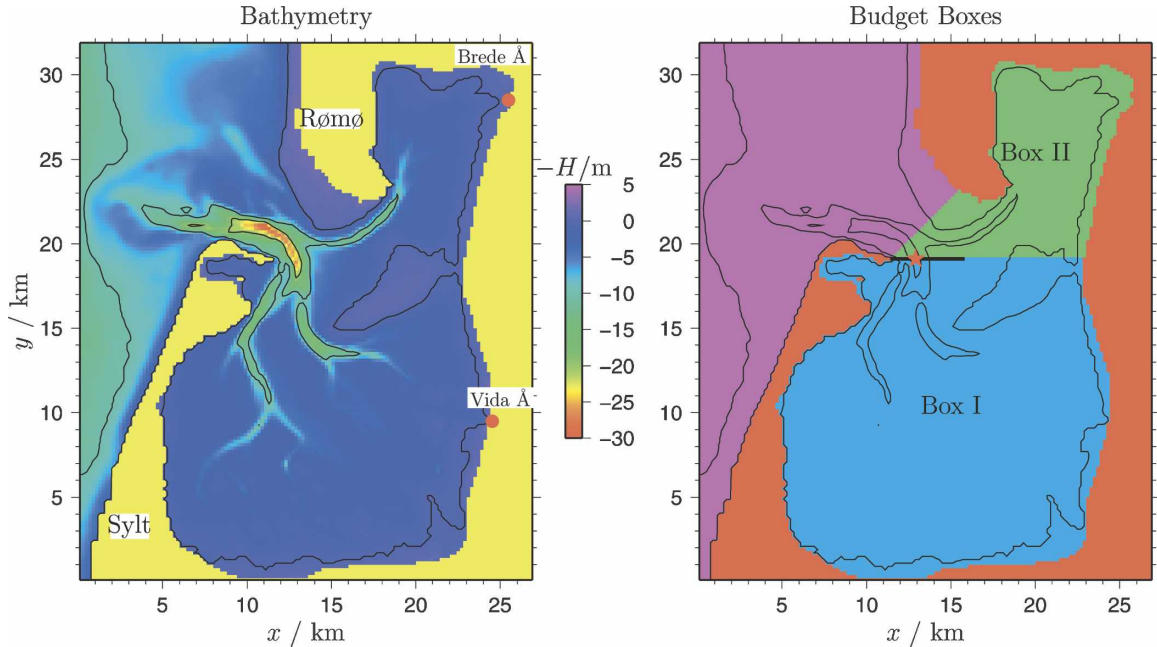 Bathymetry
Budget Boxes
Brede Å
Rømø
Vida Å
Sylt
30
25
20
15
10
5
y / km
5
10
15
20
25
x / km
−H/m
5
0
−5
−10
−15
−20
−25
−30
Box II
Box I
30
25
20
15
10
5
5
10
15
20
25
x / km